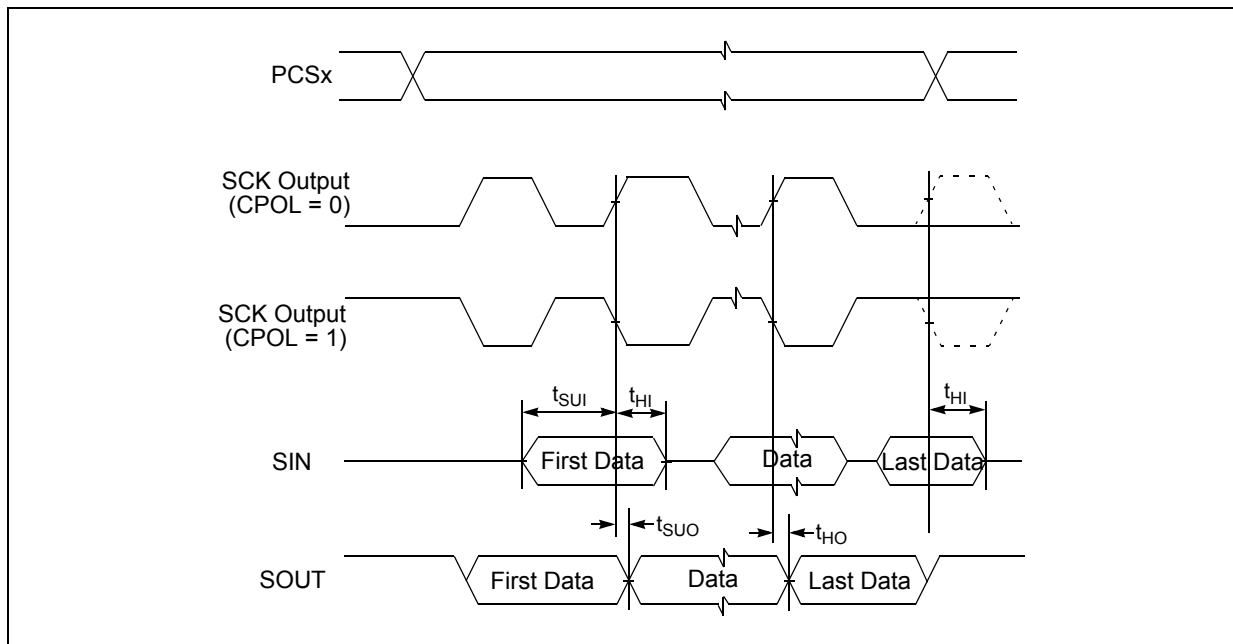 PCSx
SCK Output
(CPOL = 0)
SCK Output
(CPOL = 1)
tSUI
tHI
tHI
SIN
First Data
Data
Last Data
tSUO
tHO
SOUT
First Data
Data
Last Data